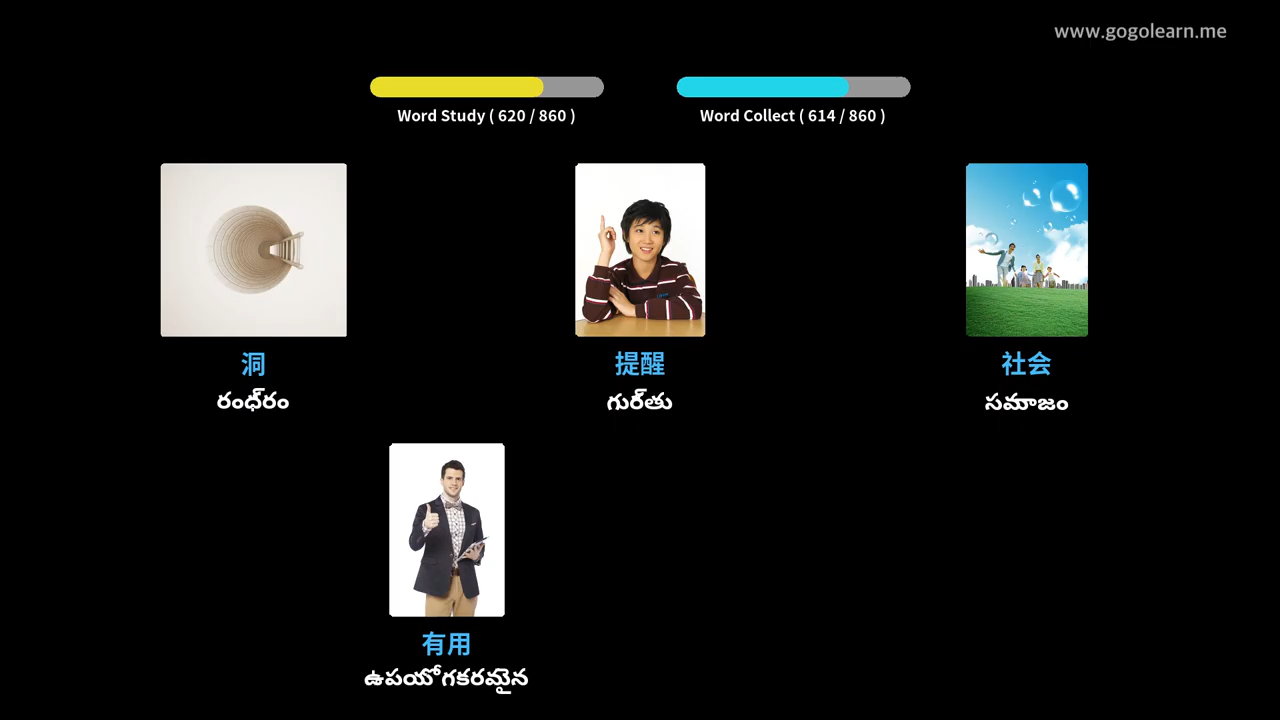 www.gogolearn.me
Word Study ( 620 / 860 )
Word Collect ( 614 / 860 )
洞
రంధ్రం
提醒
గుర్తు
社会
సమాజం
有用
ఉపయోగకరమైన